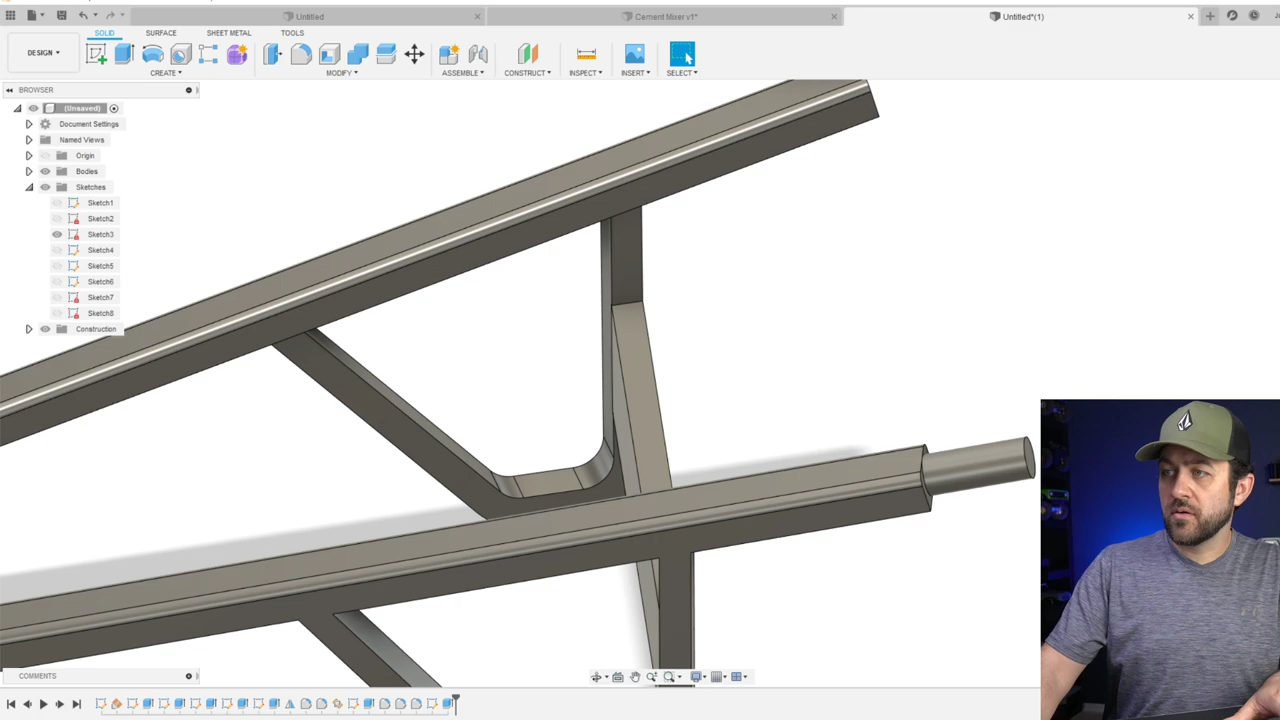 Untitled
Cement Mixer v1*
Untitled*(1)
SOLID
SURFACE
SHEET METAL
TOOLS
DESIGN
CREATE
MODIFY
ASSEMBLE
CONSTRUCT
INSPECT
INSERT
SELECT
BROWSER
(Unsaved)
Document Settings
Named Views
Origin
Bodies
Sketches
Sketch1
Sketch2
Sketch3
Sketch4
Sketch5
Sketch6
Sketch7
Sketch8
Construction
COMMENTS